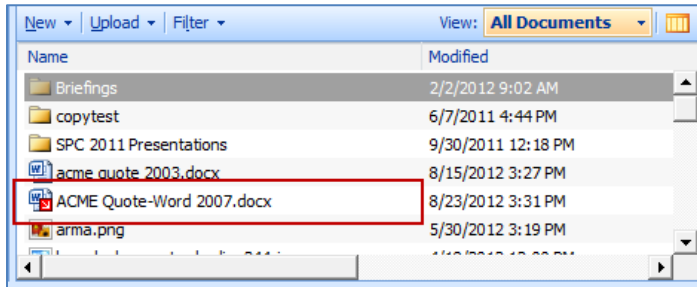 New Upload Filter View: All Documents
Name Modified
Briefings 2/2/2012 9:02 AM
copytest 6/7/2011 4:44 PM
SPC 2011 Presentations 9/30/2011 12:18 PM
acme quote 2003.docx 8/15/2012 3:27 PM
ACME Quote-Word 2007.docx 8/23/2012 3:31 PM
arma.png 5/30/2012 3:19 PM